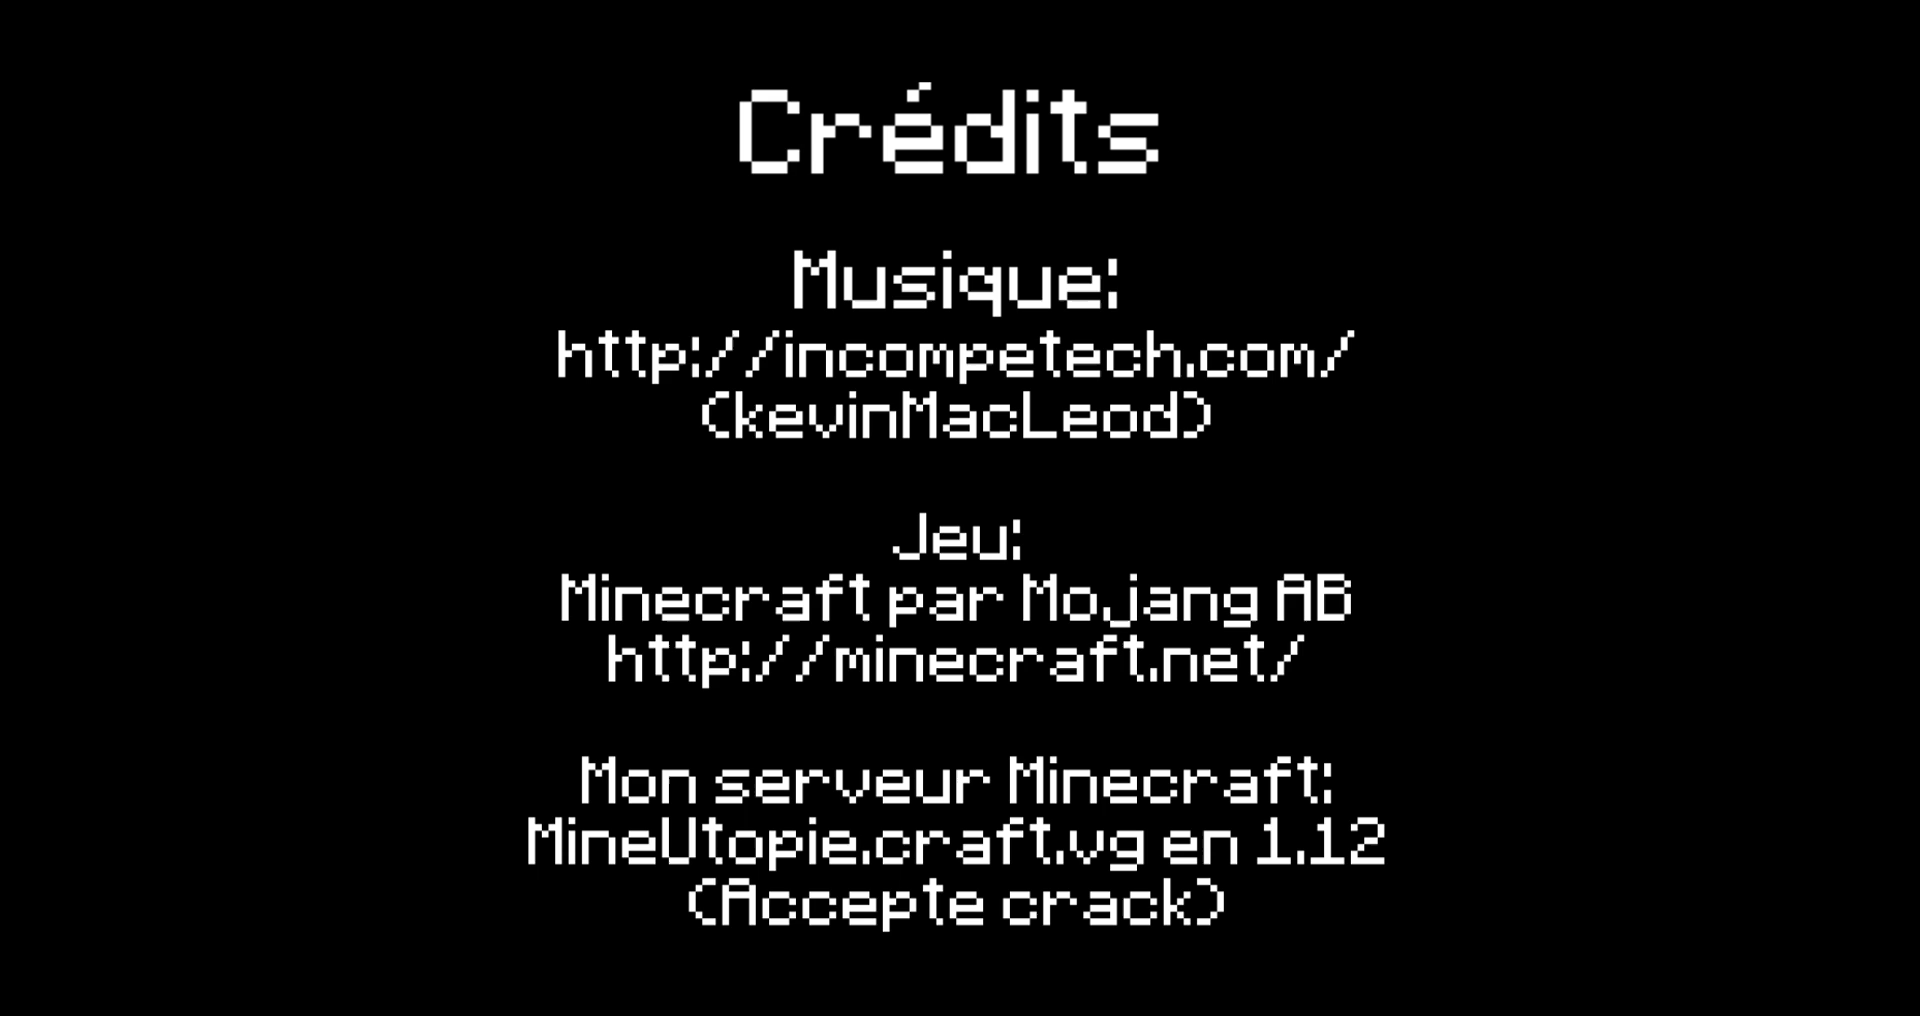 Crédits
Musique:
http://incompetech.com/
(kevinMacLeod)
Jeu:
Minecraft par Mojang AB
http://minecraft.net/
Mon serveur Minecraft:
MineUtopie.craft.vg en 1.12
(Accepte crack)